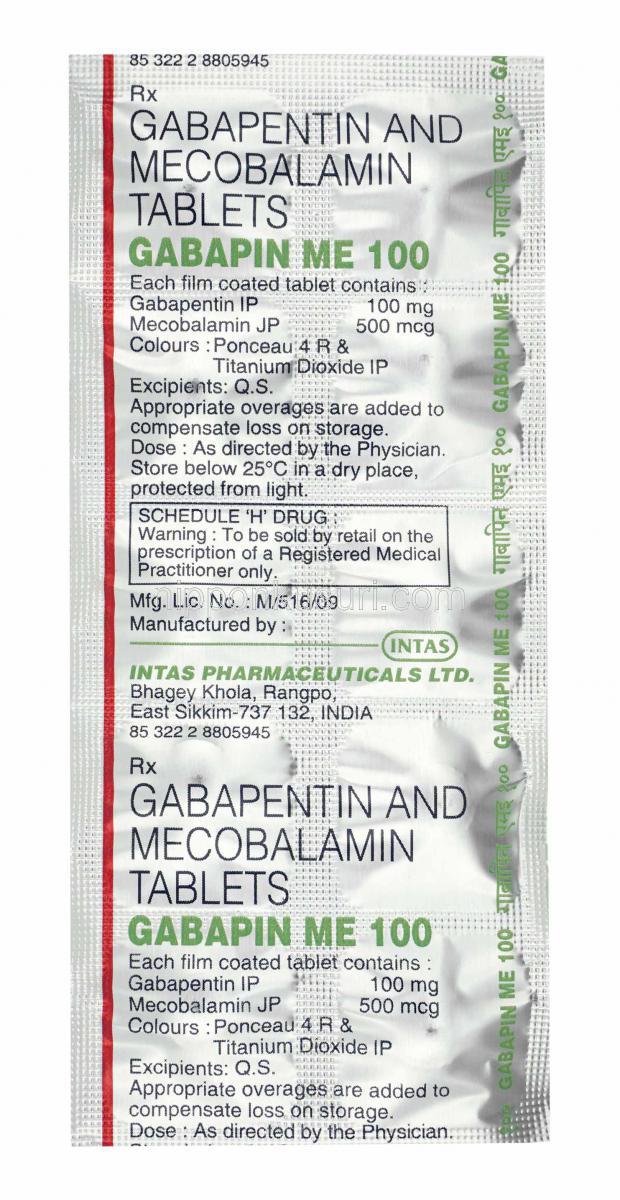 85 322 2 8805945
Rx
GABAPENTIN AND
MECOBALAMIN
TABLETS
GABAPIN ME 100
Each film coated tablet contains :
Gabapentin IP 100 mg
Mecobalamin JP 500 mcg
Colours : Ponceau 4 R &
Titanium Dioxide IP
Excipients: Q.S.
Appropriate overages are added to
compensate loss on storage.
Dose : As directed by the Physician.
Store below 25°C in a dry place,
protected from light.
SCHEDULE 'H' DRUG :
Warning : To be sold by retail on the
prescription of a Registered Medical
Practitioner only.
Mfg. Lic. No. : M/516/09
Manufactured by :
INTAS
INTAS PHARMACEUTICALS LTD.
Bhagey Khola, Rangpo,
East Sikkim-737 132, INDIA
85 322 2 8805945
Rx
GABAPENTIN AND
MECOBALAMIN
TABLETS
GABAPIN ME 100
Each film coated tablet contains :
Gabapentin IP 100 mg
Mecobalamin JP 500 mcg
Colours : Ponceau 4 R &
Titanium Dioxide IP
Excipients: Q.S.
Appropriate overages are added to
compensate loss on storage.
Dose : As directed by the Physician.
१०० GABAPIN ME 100 गाबापिन एमइ १०० GABAPIN ME 100 गाबापिन एमइ १०० GABAPIN ME 100 गाबापिन एमइ १०० GA